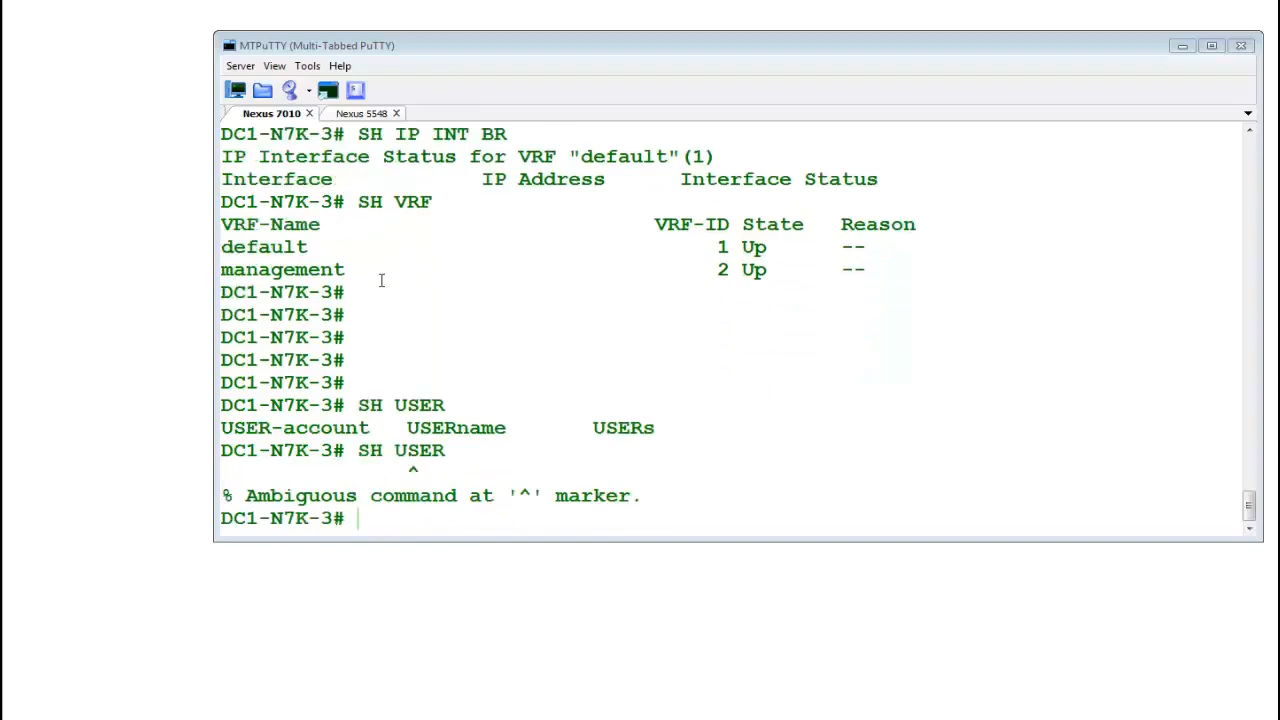 MTPuTTY (Multi-Tabbed PuTTY)
Server View Tools Help
Nexus 7010 Nexus 5548
DC1-N7K-3# SH IP INT BR
IP Interface Status for VRF "default"(1)
Interface IP Address Interface Status
DC1-N7K-3# SH VRF
VRF-Name VRF-ID State Reason
default 1 Up --
management 2 Up --
DC1-N7K-3#
DC1-N7K-3#
DC1-N7K-3#
DC1-N7K-3#
DC1-N7K-3#
DC1-N7K-3# SH USER
USER-account USERname USERs
DC1-N7K-3# SH USER
^
% Ambiguous command at '^' marker.
DC1-N7K-3#